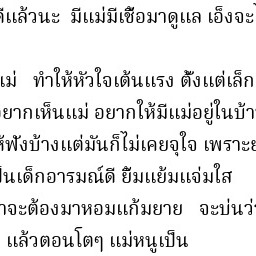 ดีแล้วนะ มีแม่มีเชื้อมาดูแล เอ็งจะ
แม่ ทำให้หัวใจเต้นแรง ตั้งแต่เล็ก
อยากเห็นแม่ อยากให้มีแม่อยู่ในบ้า
ห้ฟังบ้างแต่มันก็ไม่เคยจุใจ เพราะย
ป็นเด็กอารมณ์ดี ยิ้มแย้มแจ่มใส
าจะต้องมาหอมแก้มยาย จะบ่นว่
แล้วตอนโตๆ แม่หนูเป็น